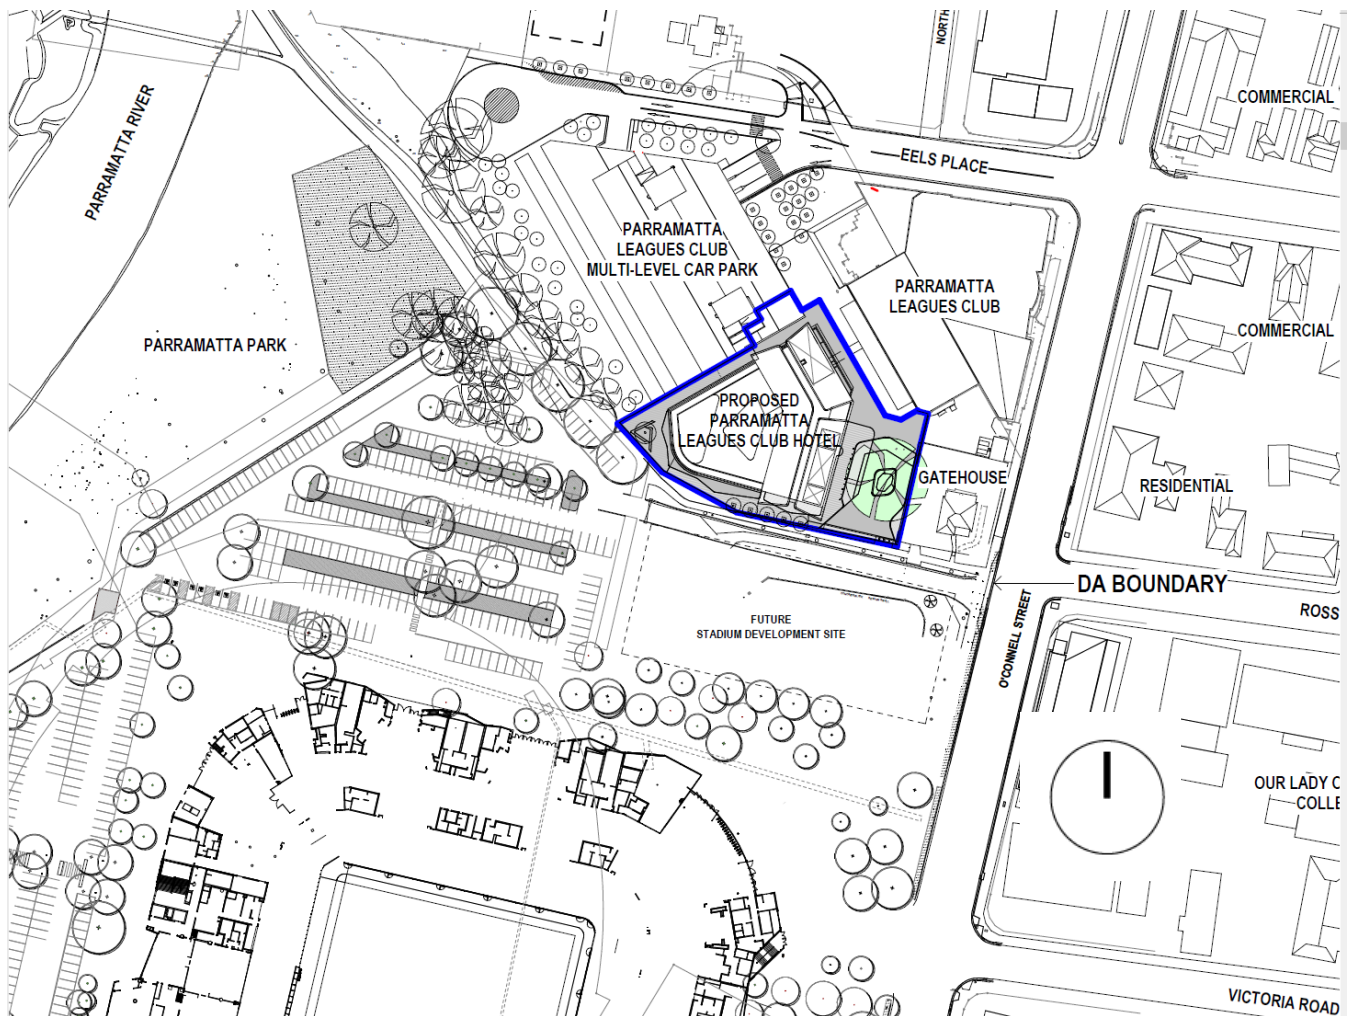 NORTH
PARRAMATTA RIVER
COMMERCIAL
EELS PLACE
PARRAMATTA
LEAGUES CLUB
MULTI-LEVEL CAR PARK
PARRAMATTA
LEAGUES CLUB
PARRAMATTA PARK
COMMERCIAL
PROPOSED
PARRAMATTA
LEAGUES CLUB HOTEL
GATEHOUSE
RESIDENTIAL
DA BOUNDARY
ROSS
O'CONNELL STREET
FUTURE
STADIUM DEVELOPMENT SITE
OUR LADY O
COLLE
VICTORIA ROAD